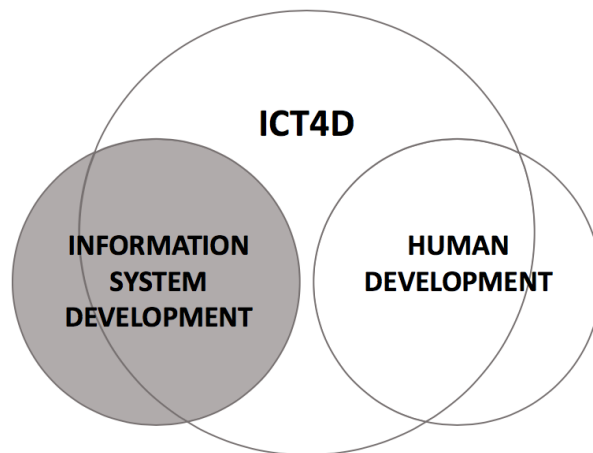 ICT4D
INFORMATION
SYSTEM
DEVELOPMENT
HUMAN
DEVELOPMENT